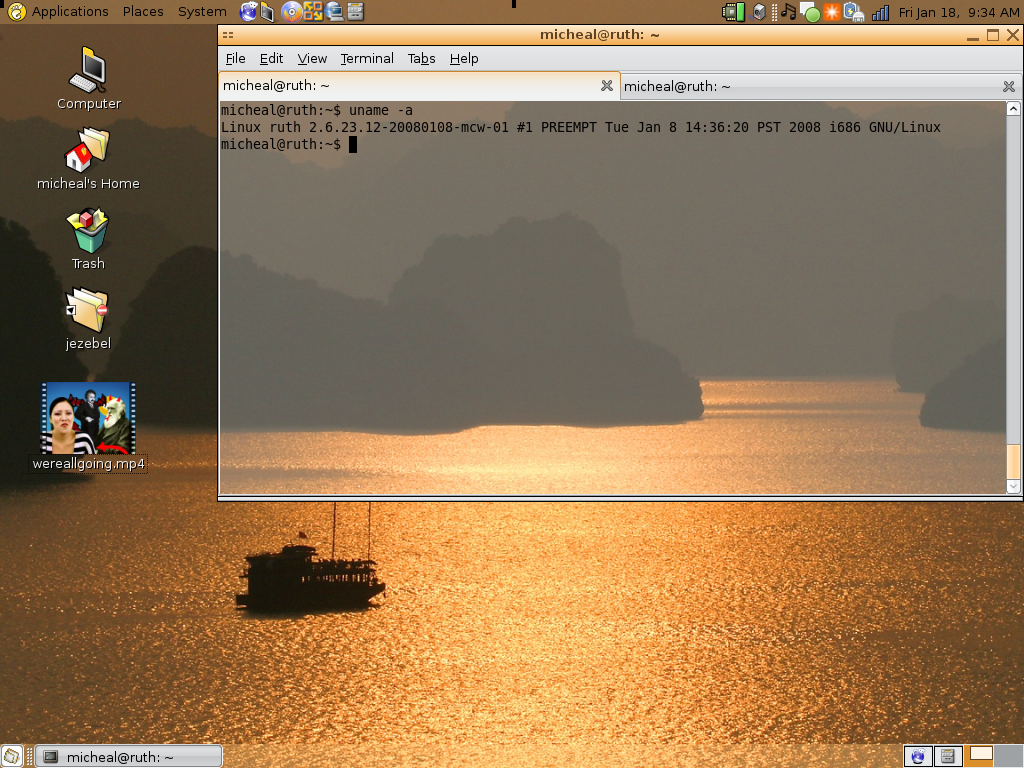 Applications Places System Fri Jan 18, 9:34 AM
micheal@ruth: ~
File Edit View Terminal Tabs Help
micheal@ruth: ~ micheal@ruth: ~
micheal@ruth:~$ uname -a
Linux ruth 2.6.23.12-20080108-mcw-01 #1 PREEMPT Tue Jan 8 14:36:20 PST 2008 i686 GNU/Linux
micheal@ruth:~$
Computer
micheal's Home
Trash
jezebel
wereallgoing.mp4
micheal@ruth: ~